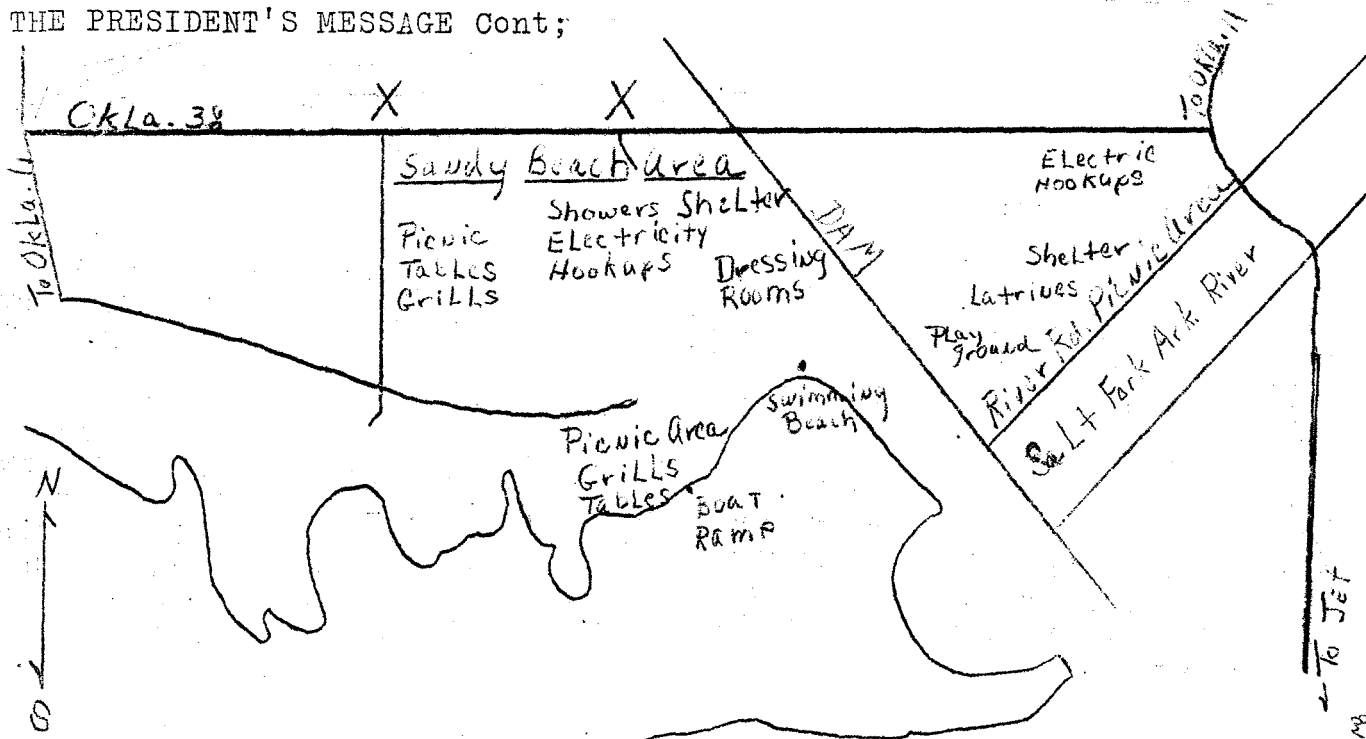 THE PRESIDENT'S MESSAGE Cont;
X X
To Okla. 11
Okla. 38
Sandy Beach Area
Picnic
Tables
Grills
Showers Shelter
Electricity
Hookups
Dressing
Rooms
Electric
Hookups
Shelter
Latrines
Play
ground
DAM
River Rd. Picnic Area
Salt Fork Ark. River
To Okla. 11
Swimming
Beach
Picnic Area
Grills
Tables
Boat
Ramp
N
S
To JET